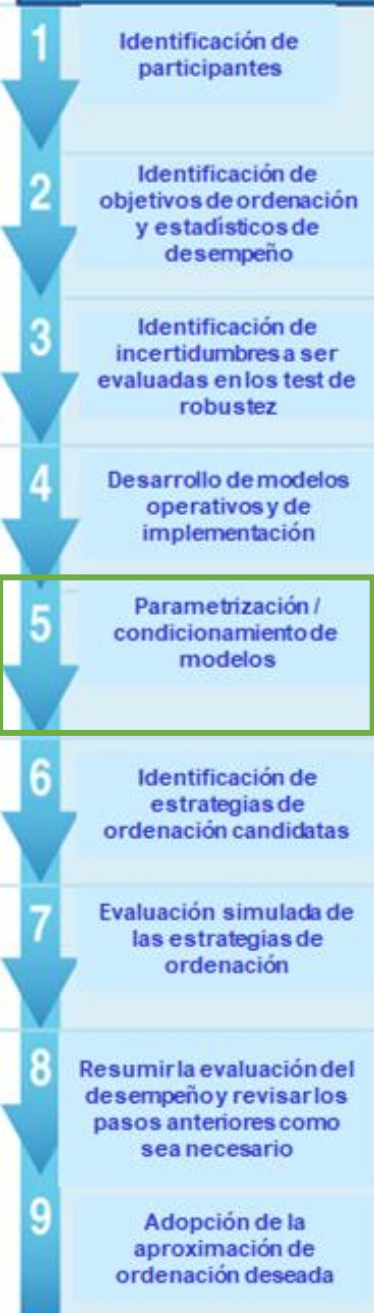 1
Identificación de
participantes
2
Identificación de
objetivos de ordenación
y estadísticos de
desempeño
3
Identificación de
incertidumbres a ser
evaluadas en los test de
robustez
4
Desarrollo de modelos
operativos y de
implementación
5
Parametrización /
condicionamiento de
modelos
6
Identificación de
estrategias de
ordenación candidatas
7
Evaluación simulada de
las estrategias de
ordenación
8
Resumir la evaluación del
desempeño y revisar los
pasos anteriores como
sea necesario
9
Adopción de la
aproximación de
ordenación deseada